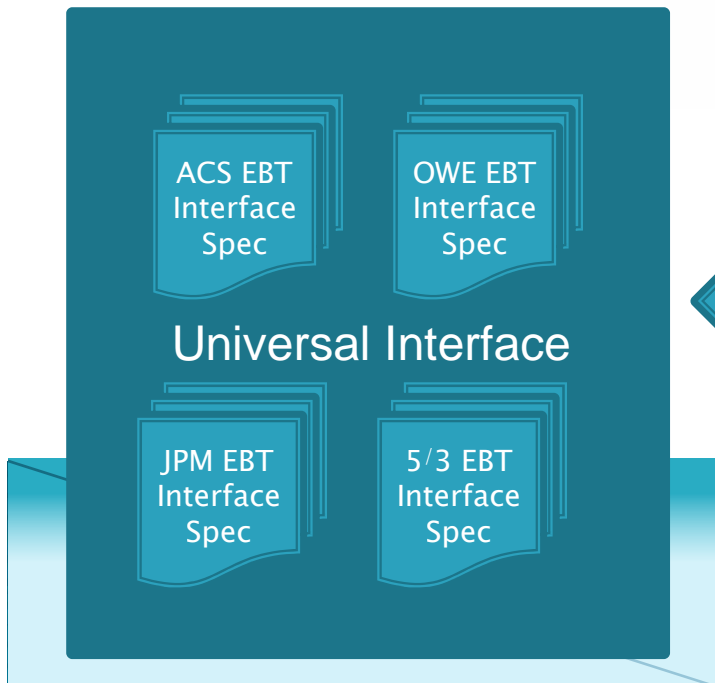 ACS EBT
Interface
Spec
OWE EBT
Interface
Spec
Universal Interface
JPM EBT
Interface
Spec
5/3 EBT
Interface
Spec